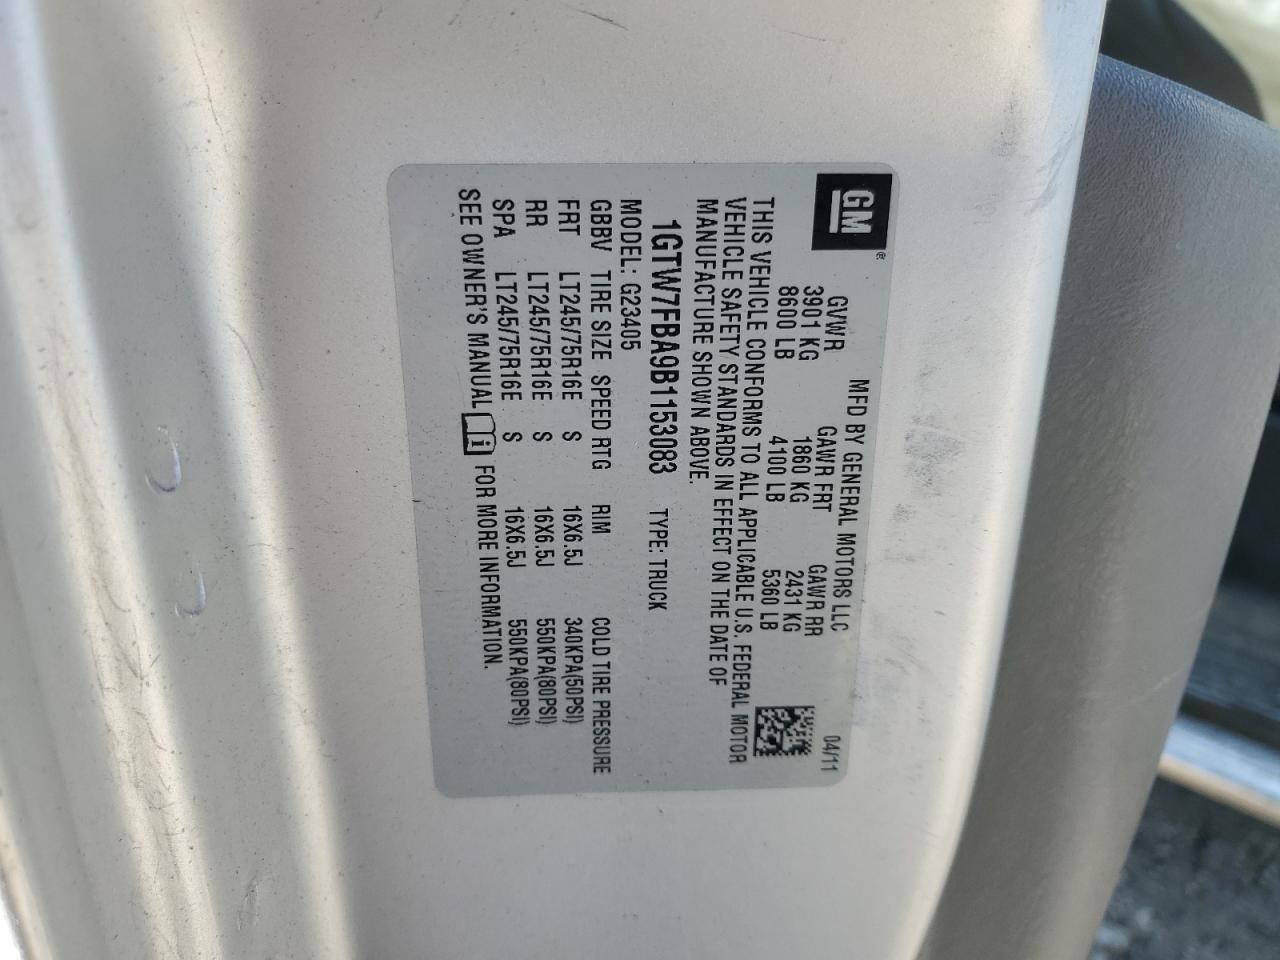 GM ®
MFD BY GENERAL MOTORS LLC 04/11
GVWR GAWR FRT GAWR RR
3901 KG 1860 KG 2431 KG
8600 LB 4100 LB 5360 LB
THIS VEHICLE CONFORMS TO ALL APPLICABLE U.S. FEDERAL MOTOR
VEHICLE SAFETY STANDARDS IN EFFECT ON THE DATE OF
MANUFACTURE SHOWN ABOVE.
1GTW7FBA9B1153083 TYPE: TRUCK
MODEL: G23405
GBBV TIRE SIZE SPEED RTG RIM COLD TIRE PRESSURE
FRT LT245/75R16E S 16X6.5J 340KPA(50PSI)
RR LT245/75R16E S 16X6.5J 550KPA(80PSI)
SPA LT245/75R16E S 16X6.5J 550KPA(80PSI)
SEE OWNER'S MANUAL i FOR MORE INFORMATION.